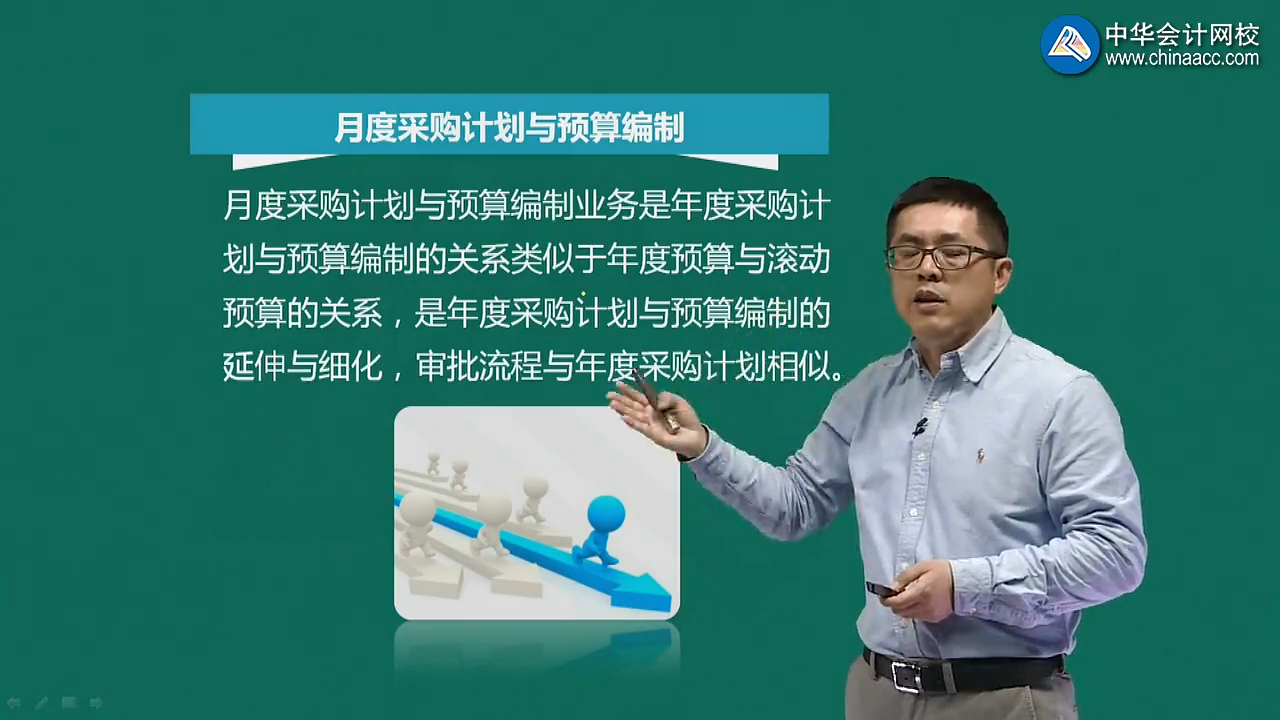 中华会计网校
www.chinaacc.com
月度采购计划与预算编制
月度采购计划与预算编制业务是年度采购计
划与预算编制的关系类似于年度预算与滚动
预算的关系，是年度采购计划与预算编制的
延伸与细化，审批流程与年度采购计划相似。